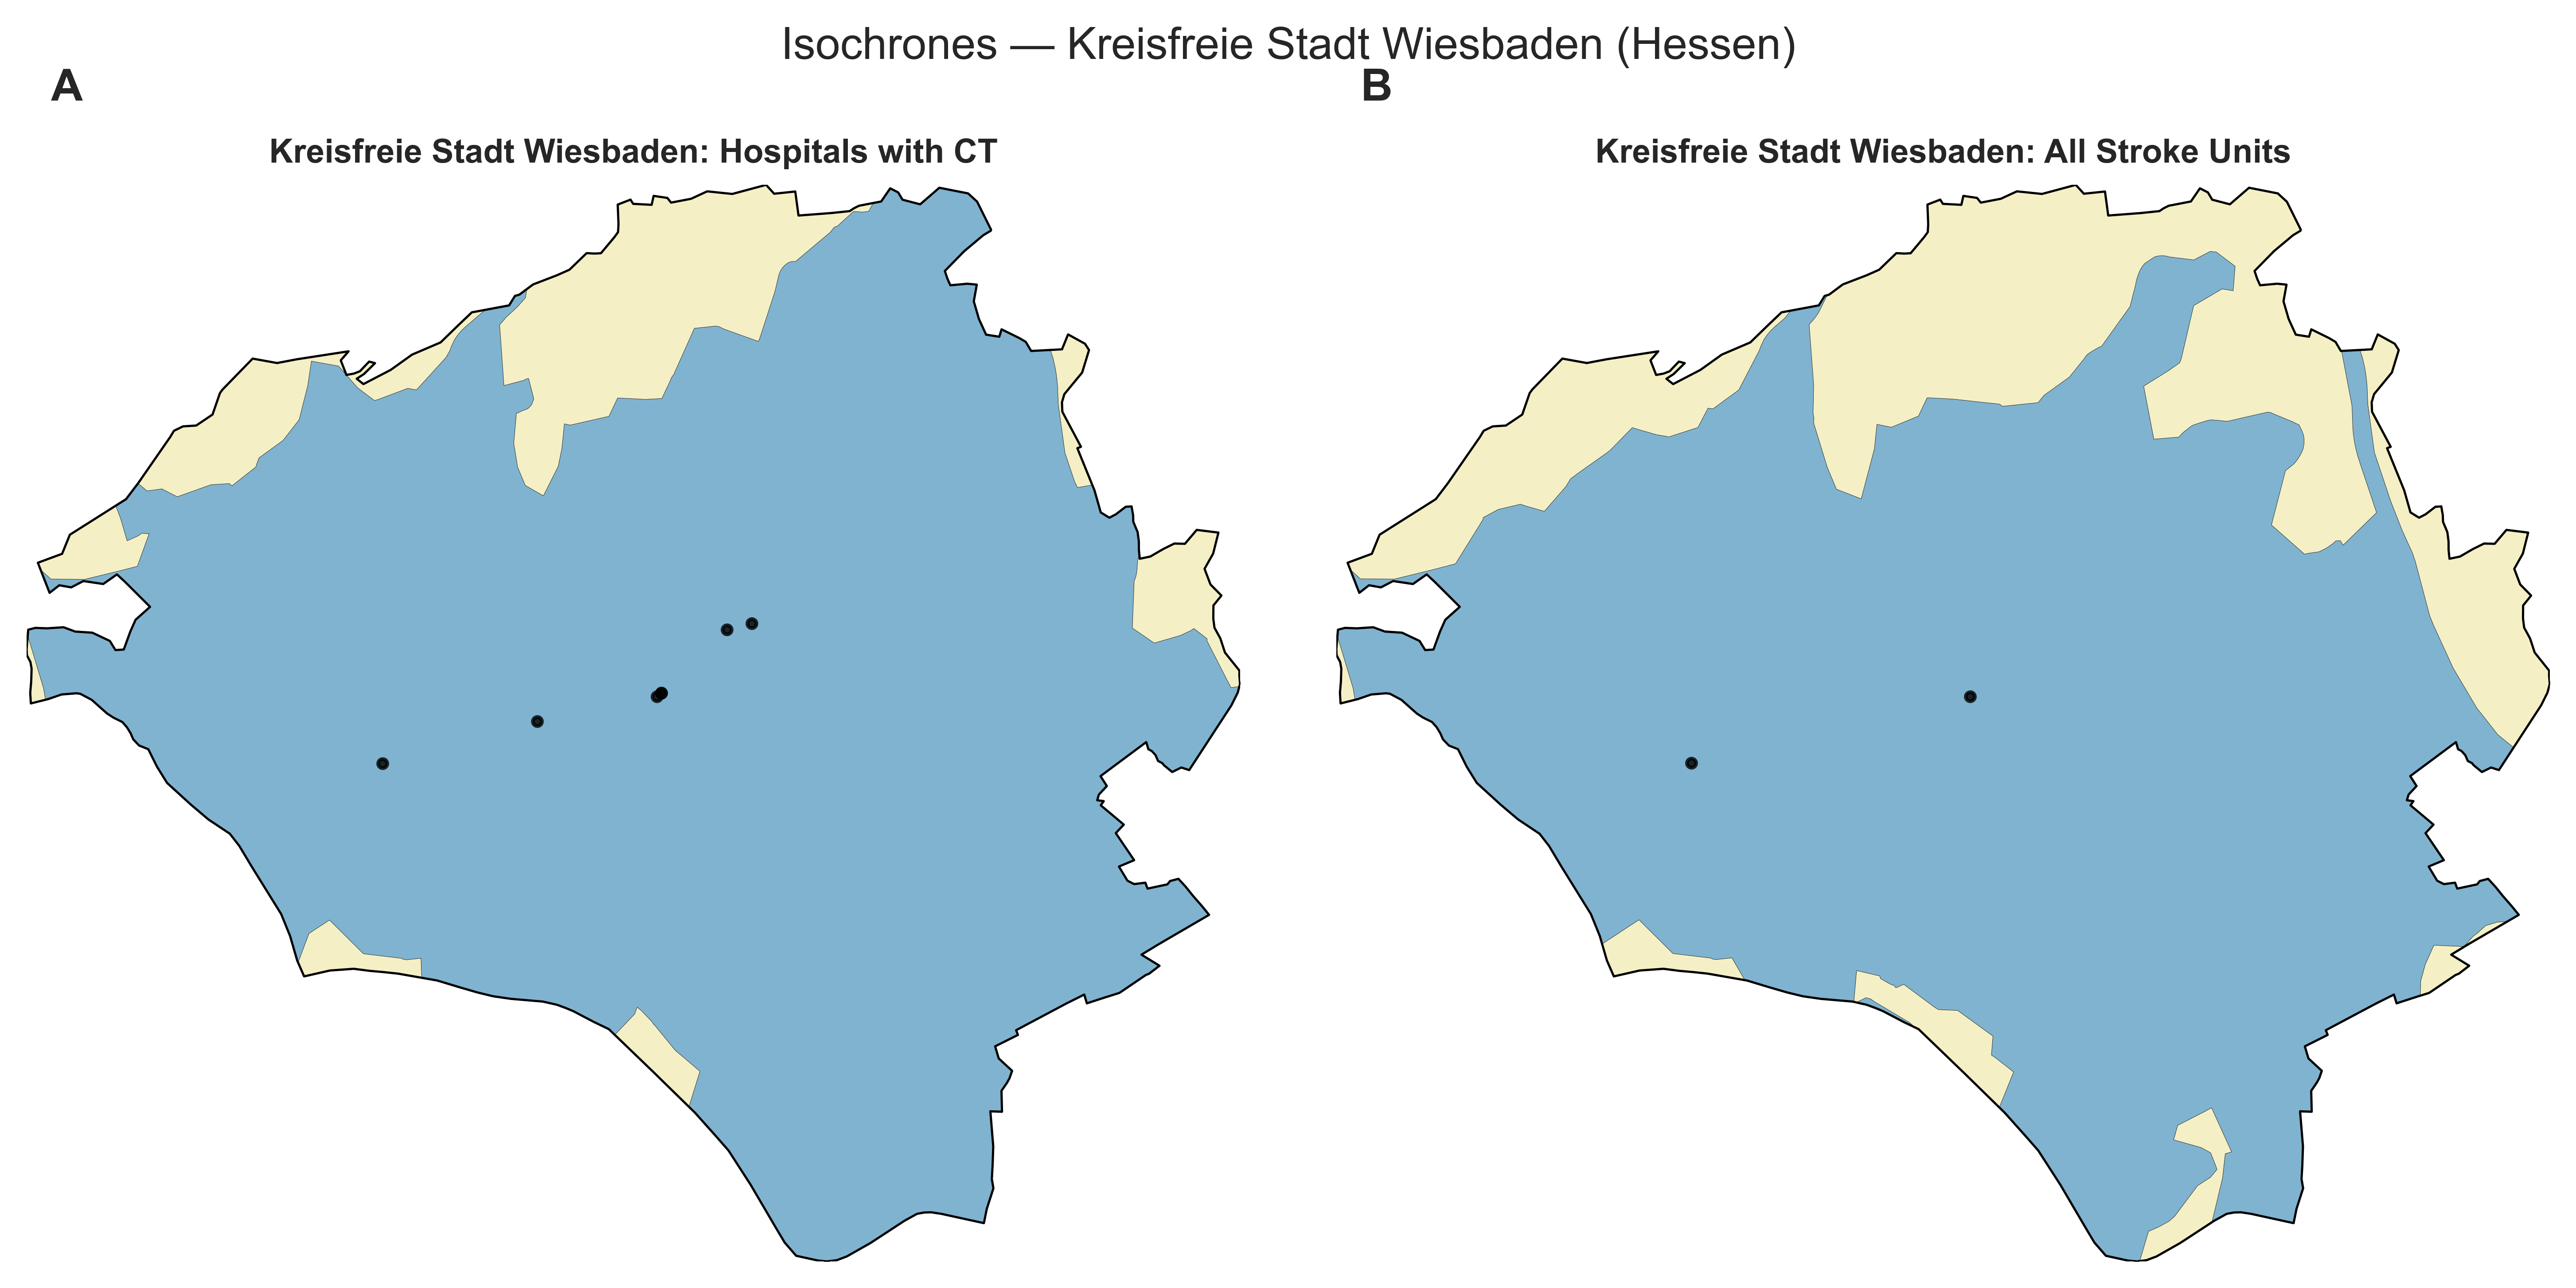 Isochrones — Kreisfreie Stadt Wiesbaden (Hessen)
A
B
Kreisfreie Stadt Wiesbaden: Hospitals with CT
Kreisfreie Stadt Wiesbaden: All Stroke Units